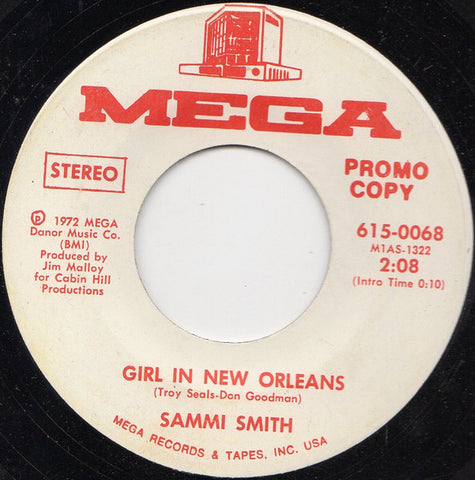 MEGA
STEREO
PROMO
COPY
℗ 1972 MEGA
Danor Music Co.
(BMI)
Produced by
Jim Malloy
for Cabin Hill
Productions
615-0068
M1AS-1322
2:08
(Intro Time 0:10)
GIRL IN NEW ORLEANS
(Troy Seals-Don Goodman)
SAMMI SMITH
MEGA RECORDS & TAPES, INC. USA